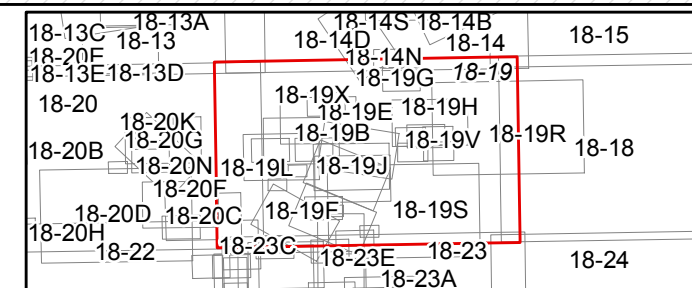 18-13A
18-14S
18-14B
18-13C
18-13
18-14D
18-14
18-15
18-20E
18-14N
18-13E
18-13D
18-19G
18-19
18-20
18-19X
18-19E
18-19H
18-20K
18-19B
18-19R
18-20G
18-19V
18-20B
18-18
18-20N
18-19L
18-19J
18-20F
18-20D
18-20C
18-19F
18-19S
18-20H
18-22
18-23C
18-23E
18-23
18-24
18-23A